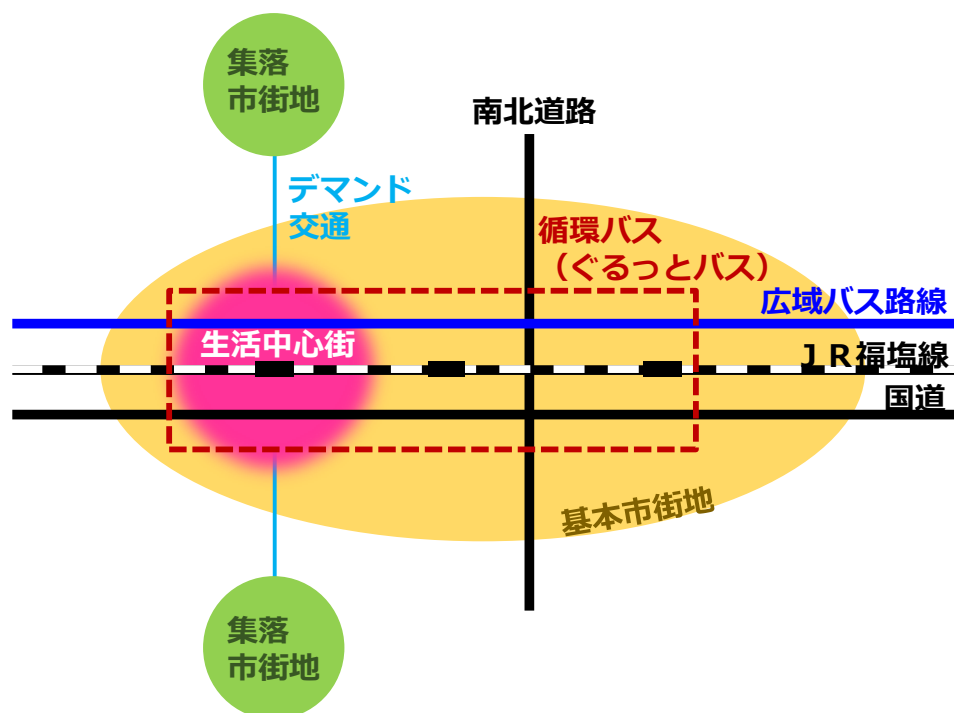 集落
市街地
南北道路
デマンド
交通
循環バス
（ぐるっとバス）
広域バス路線
生活中心街
ＪＲ福塩線
国道
基本市街地
集落
市街地